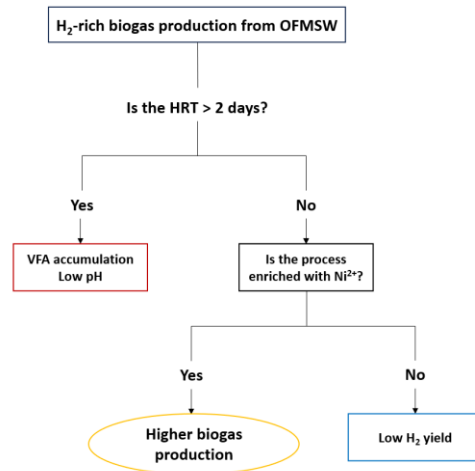 H₂-rich biogas production from OFMSW
Is the HRT > 2 days?
Yes
No
VFA accumulation
Low pH
Is the process
enriched with Ni²⁺?
Yes
No
Higher biogas
production
Low H₂ yield